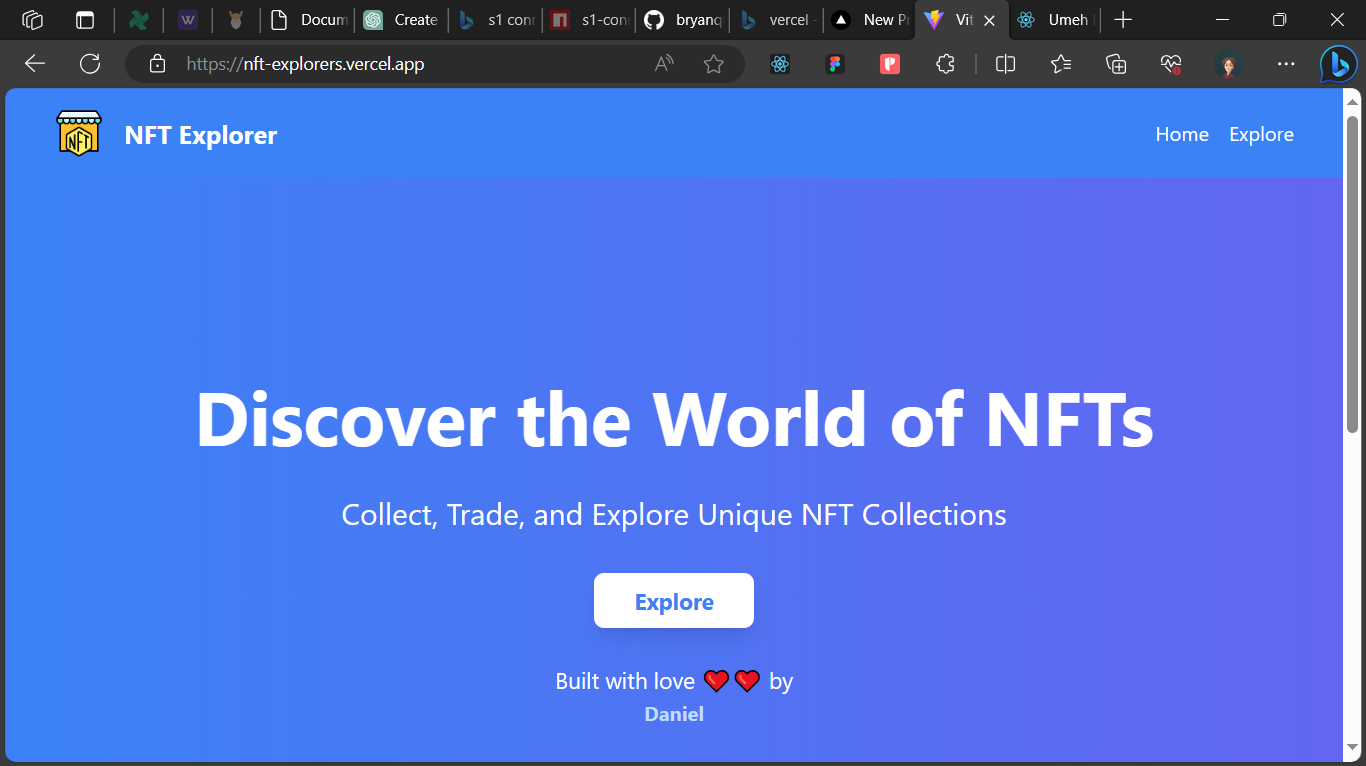 Docum
Create
s1 conn
s1-conn
bryanq
vercel -
New Pr
Vit
Umeh
https://nft-explorers.vercel.app
NFT
NFT Explorer
Home
Explore
Discover the World of NFTs
Collect, Trade, and Explore Unique NFT Collections
Explore
Built with love ❤️❤️ by
Daniel